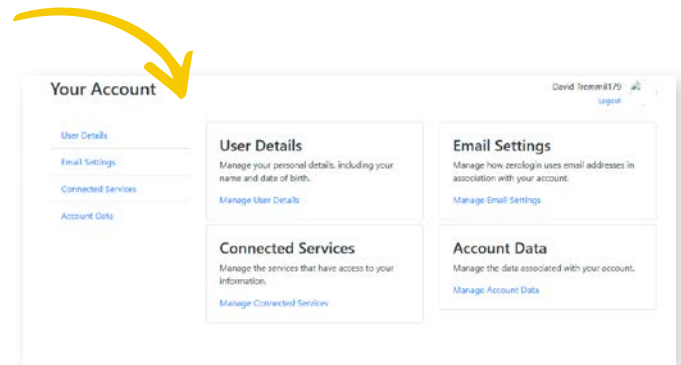 Your Account
David Tremmil179
Logout
User Details
Email Settings
Connected Services
Account Data
User Details
Manage your personal details, including your
name and date of birth.
Manage User Details
Email Settings
Manage how zerologin uses email addresses in
association with your account.
Manage Email Settings
Connected Services
Manage the services that have access to your
information.
Manage Connected Services
Account Data
Manage the data associated with your account.
Manage Account Data